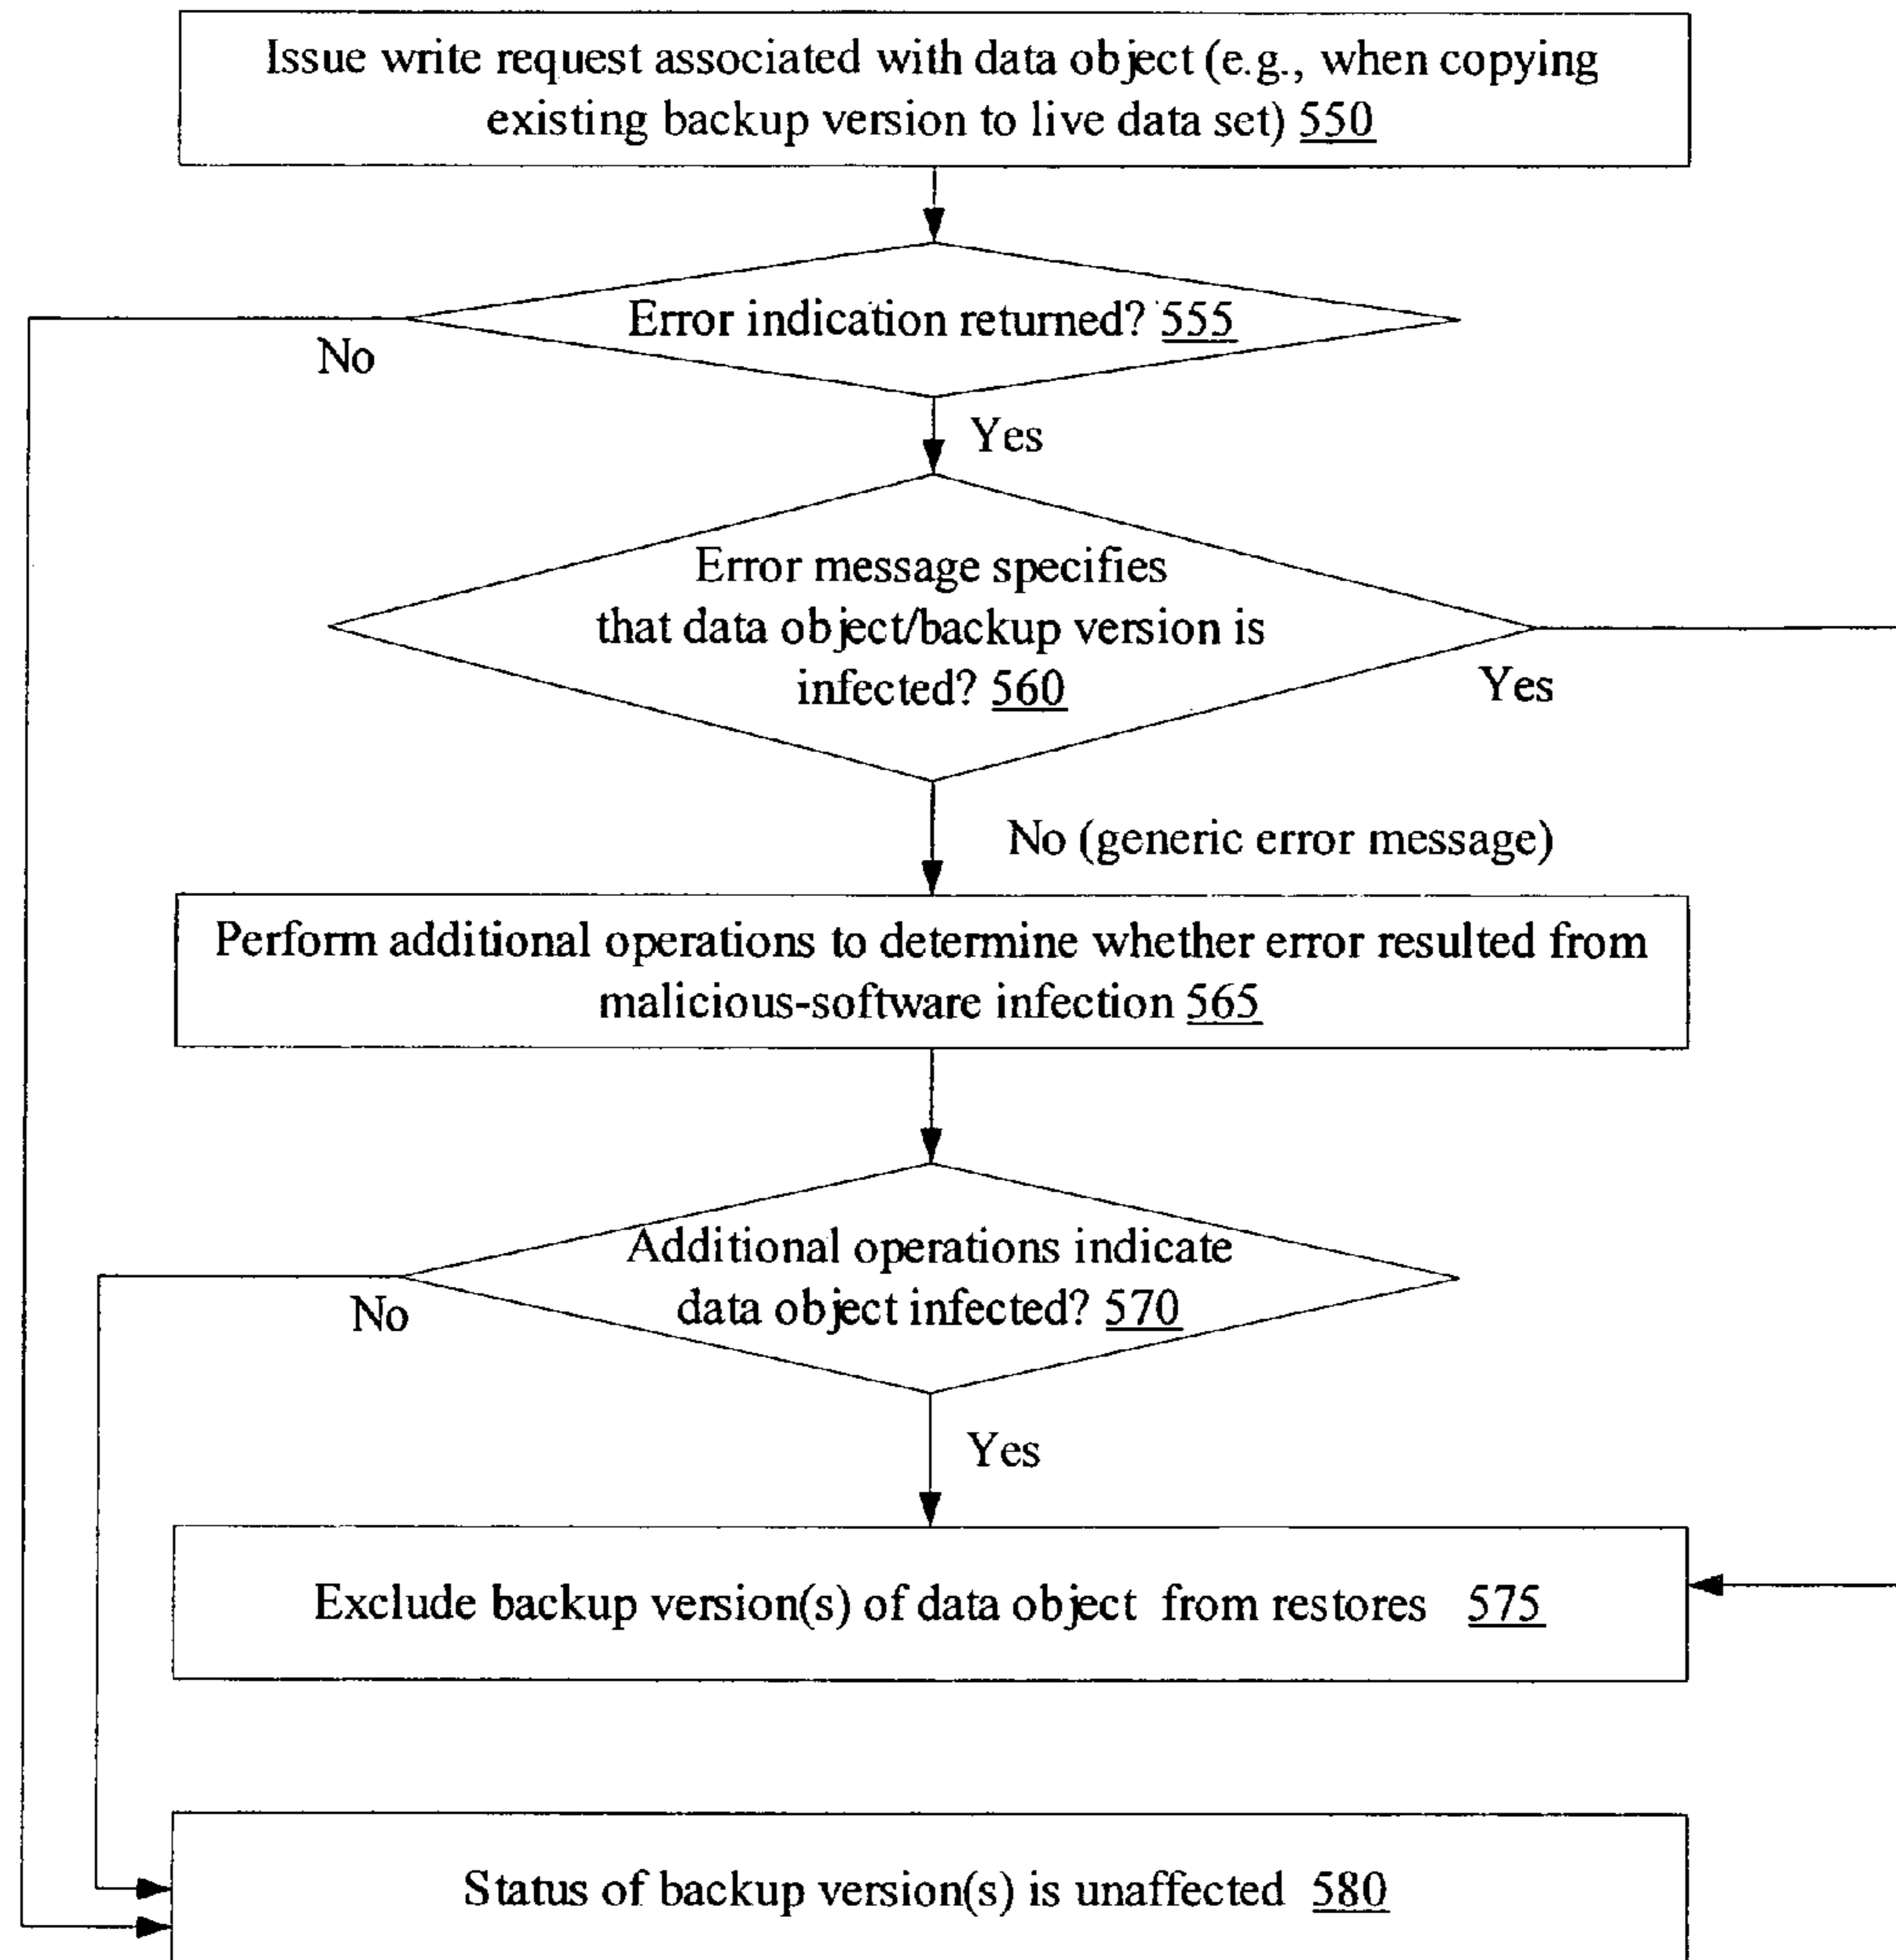 Issue write request associated with data object (e.g., when copying
existing backup version to live data set) 550
Error indication returned? 555
No
Yes
Error message specifies
that data object/backup version is
infected? 560
Yes
No (generic error message)
Perform additional operations to determine whether error resulted from
malicious-software infection 565
Additional operations indicate
data object infected? 570
No
Yes
Exclude backup version(s) of data object from restores 575
Status of backup version(s) is unaffected 580